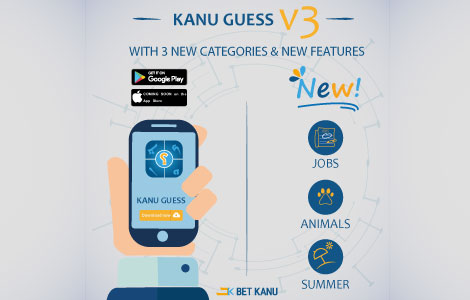 KANU GUESS V3
WITH 3 NEW CATEGORIES & NEW FEATURES
GET IT ON
Google Play
COMING SOON on the
App Store
New!
JOBS
KANU GUESS
Download now
ANIMALS
SUMMER
BET KANU